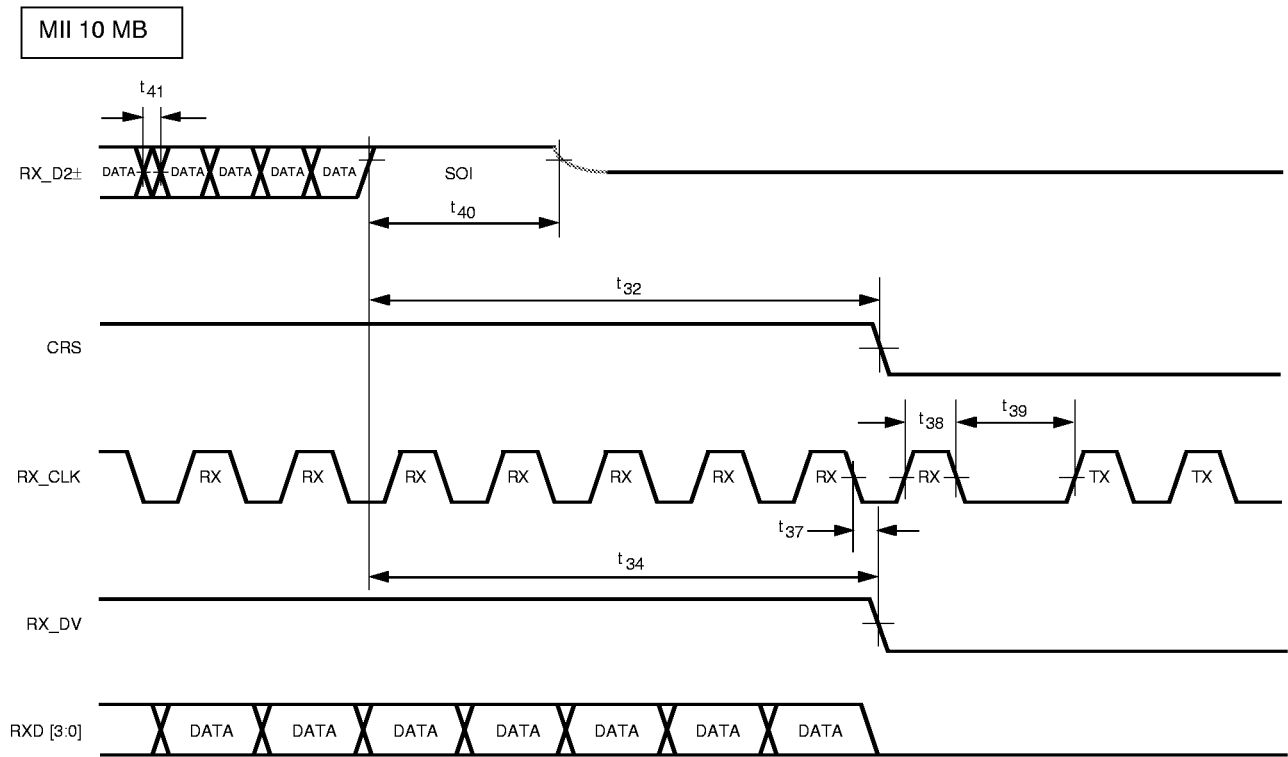 MII 10 MB
t41
RX_D2± DATA DATA DATA DATA DATA SOI
t40
t32
CRS
t38 t39
RX_CLK RX RX RX RX RX RX RX RX TX TX
t37
t34
RX_DV
RXD [3:0] DATA DATA DATA DATA DATA DATA DATA